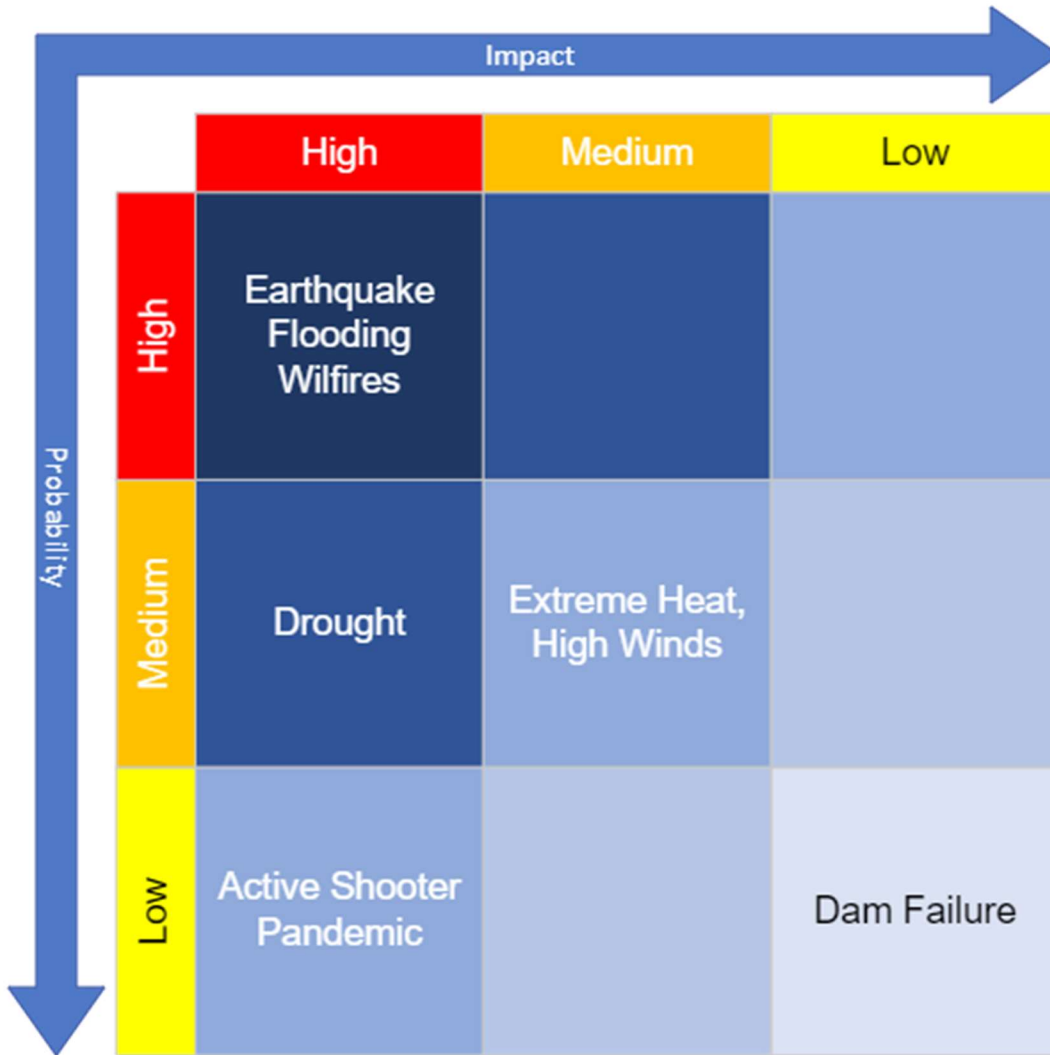 Impact
High
Medium
Low
Probability
High
Earthquake
Flooding
Wilfires
Medium
Drought
Extreme Heat,
High Winds
Low
Active Shooter
Pandemic
Dam Failure